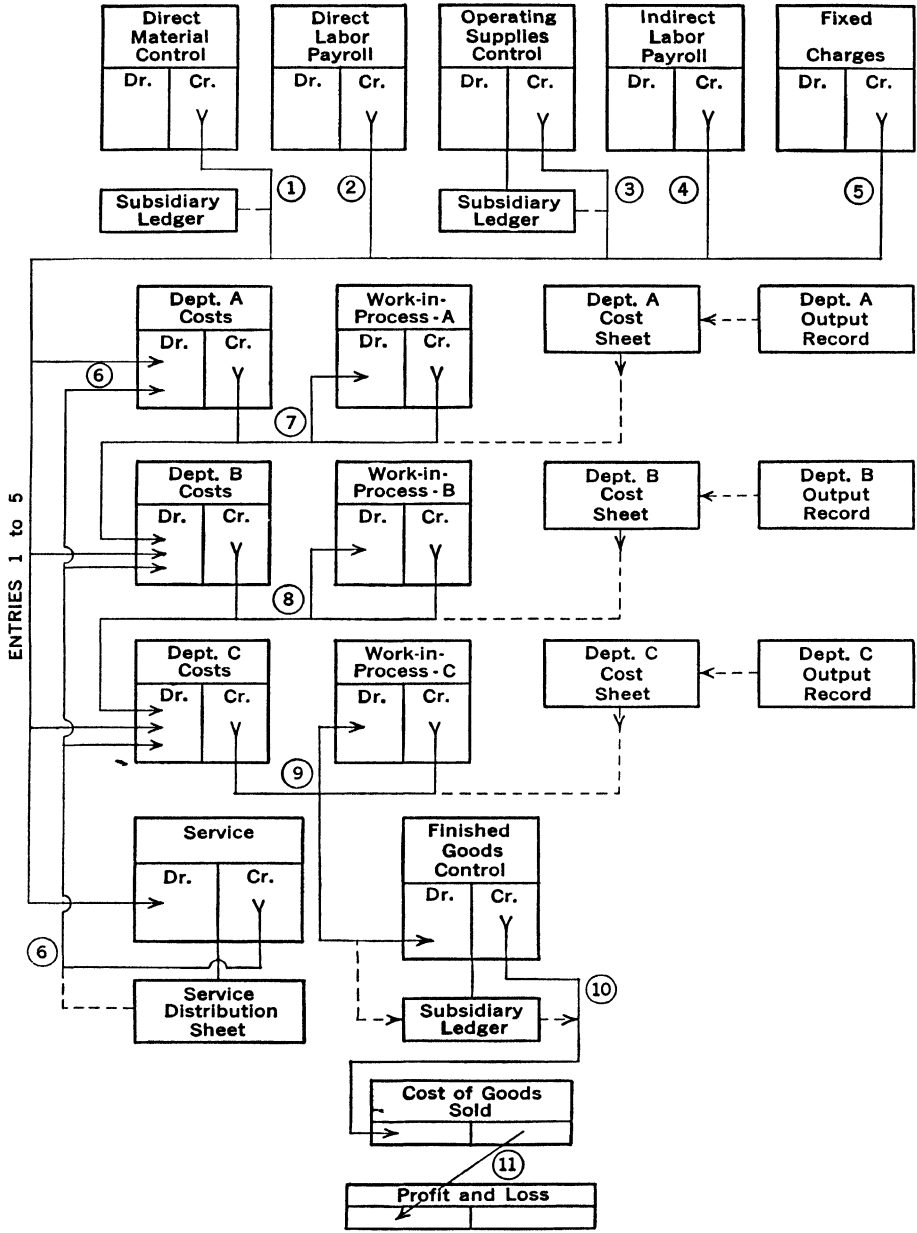 Direct
Material
Control
Dr. Cr.
Direct
Labor
Payroll
Dr. Cr.
Operating
Supplies
Control
Dr. Cr.
Indirect
Labor
Payroll
Dr. Cr.
Fixed
Charges
Dr. Cr.
1
2
3
4
5
Subsidiary
Ledger
Subsidiary
Ledger
ENTRIES 1 to 5
Dept. A
Costs
Dr. Cr.
Work-in-
Process-A
Dr. Cr.
Dept. A
Cost
Sheet
Dept. A
Output
Record
6
7
Dept. B
Costs
Dr. Cr.
Work-in-
Process-B
Dr. Cr.
Dept. B
Cost
Sheet
Dept. B
Output
Record
8
Dept. C
Costs
Dr. Cr.
Work-in-
Process-C
Dr. Cr.
Dept. C
Cost
Sheet
Dept. C
Output
Record
9
Service
Dr. Cr.
Finished
Goods
Control
Dr. Cr.
6
Service
Distribution
Sheet
Subsidiary
Ledger
10
Cost of Goods
Sold
11
Profit and Loss